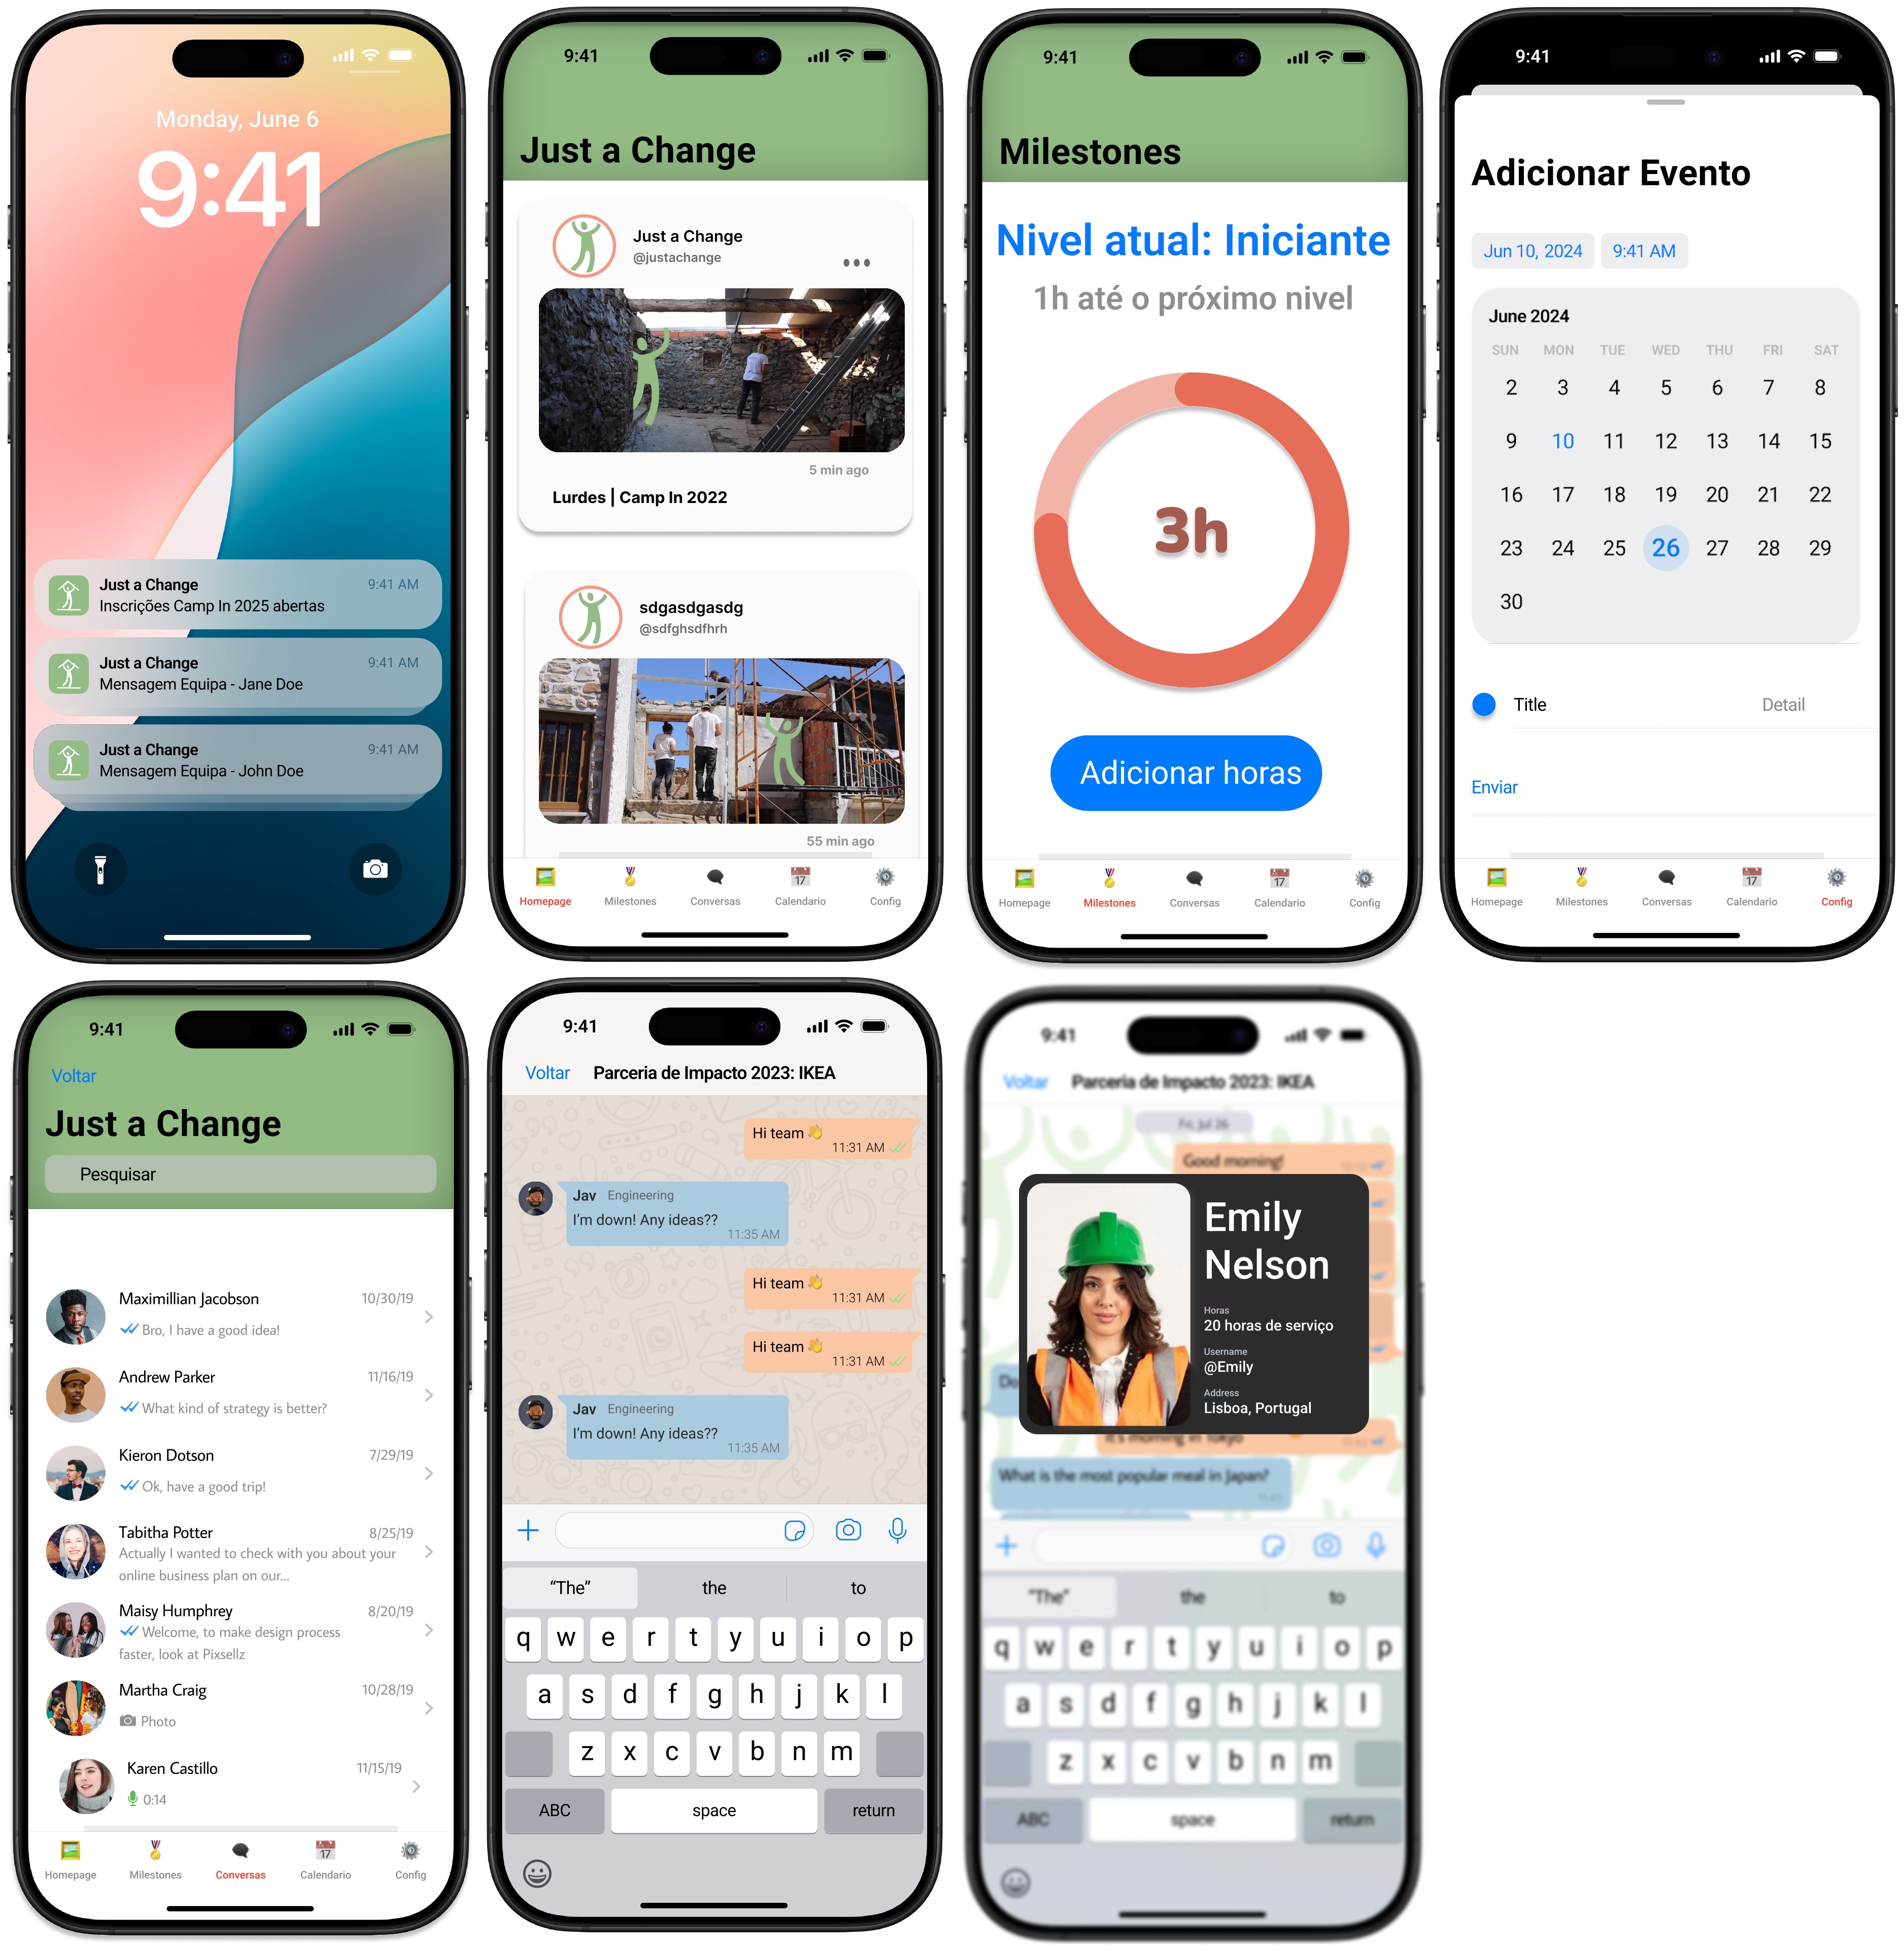 Monday, June 6
9:41
Just a Change
9:41 AM
Inscrições Camp In 2025 abertas
Just a Change
9:41 AM
Mensagem Equipa - Jane Doe
Just a Change
9:41 AM
Mensagem Equipa - John Doe
9:41
Just a Change
Just a Change
@justachange
5 min ago
Lurdes | Camp In 2022
sdgasdgasdg
@sdfghsdfhrh
55 min ago
Homepage Milestones Conversas Calendario Config
9:41
Milestones
Nivel atual: Iniciante
1h até o próximo nivel
3h
Adicionar horas
Homepage Milestones Conversas Calendario Config
9:41
Adicionar Evento
Jun 10, 2024 9:41 AM
June 2024
SUN MON TUE WED THU FRI SAT
2 3 4 5 6 7 8
9 10 11 12 13 14 15
16 17 18 19 20 21 22
23 24 25 26 27 28 29
30
Title Detail
Enviar
Homepage Milestones Conversas Calendario Config
9:41
Voltar
Just a Change
Pesquisar
Maximillian Jacobson 10/30/19
Bro, I have a good idea!
Andrew Parker 11/16/19
What kind of strategy is better?
Kieron Dotson 7/29/19
Ok, have a good trip!
Tabitha Potter 8/25/19
Actually I wanted to check with you about your
online business plan on our...
Maisy Humphrey 8/20/19
Welcome, to make design process
faster, look at Pixsellz
Martha Craig 10/28/19
Photo
Karen Castillo 11/15/19
0:14
Homepage Milestones Conversas Calendario Config
9:41
Voltar Parceria de Impacto 2023: IKEA
Hi team 👋
11:31 AM
Jav Engineering
I'm down! Any ideas??
11:35 AM
Hi team 👋
11:31 AM
Hi team 👋
11:31 AM
Jav Engineering
I'm down! Any ideas??
11:35 AM
“The” the to
q w e r t y u i o p
a s d f g h j k l
z x c v b n m
ABC space return
9:41
Voltar Parceria de Impacto 2023: IKEA
Fri, Jul 26
Good morning!
Emily
Nelson
Horas
20 horas de serviço
Username
@Emily
Address
Lisboa, Portugal
Do
It's morning in Tokyo
What is the most popular meal in Japan?
“The” the to
q w e r t y u i o p
a s d f g h j k l
z x c v b n m
ABC space return